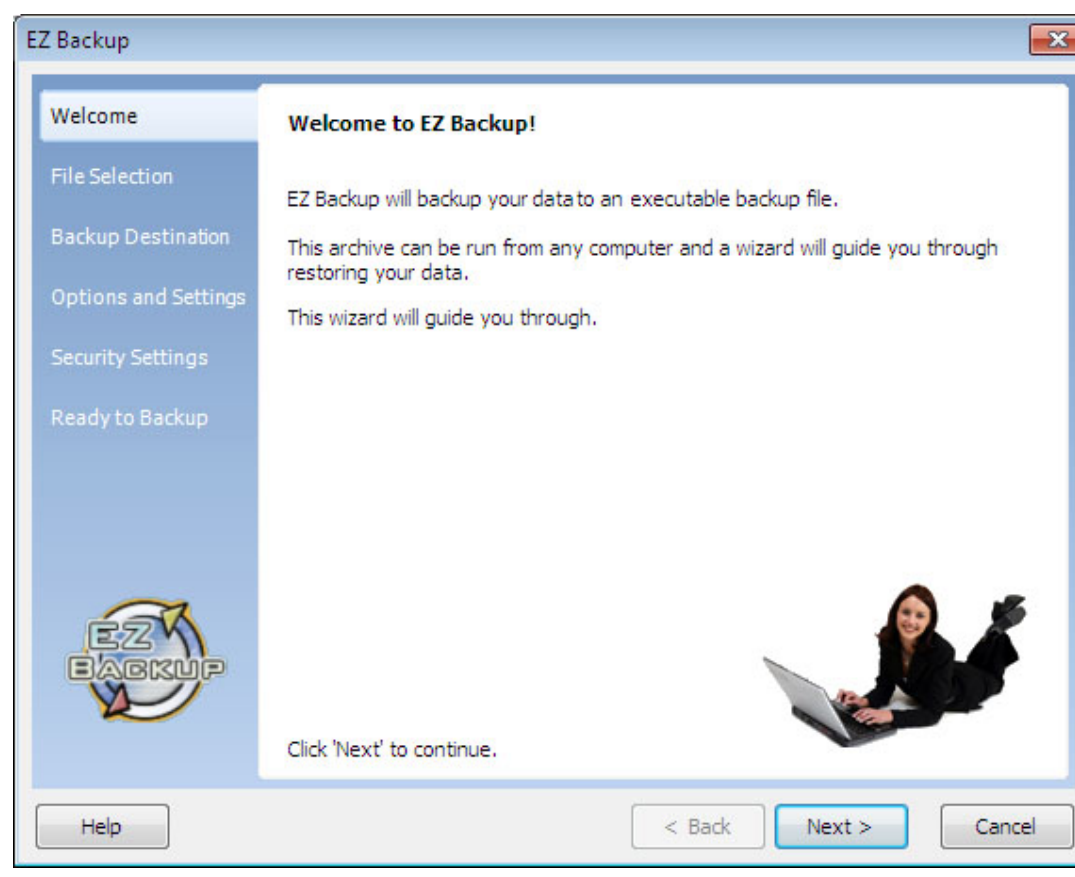 EZ Backup
Welcome
File Selection
Backup Destination
Options and Settings
Security Settings
Ready to Backup
EZ
BACKUP
Welcome to EZ Backup!
EZ Backup will backup your data to an executable backup file.
This archive can be run from any computer and a wizard will guide you through
restoring your data.
This wizard will guide you through.
Click 'Next' to continue.
Help
< Back
Next >
Cancel